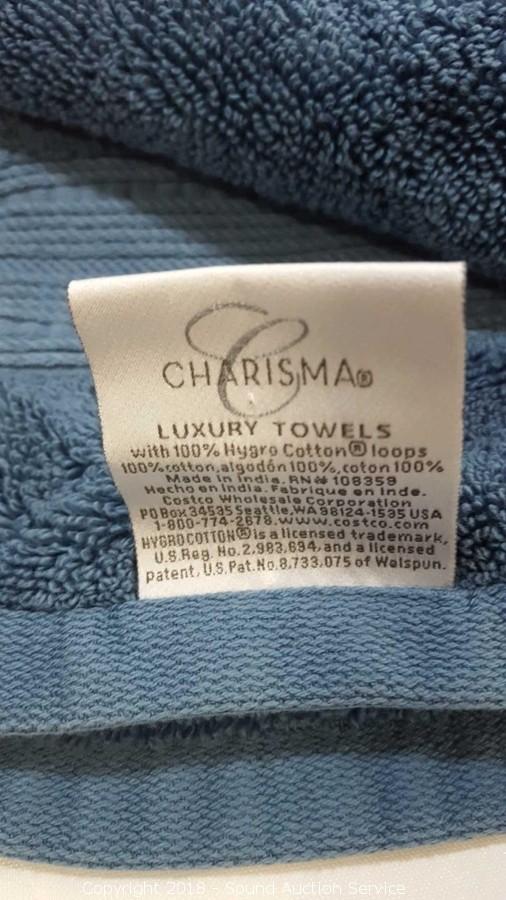 C
CHARISMA®
LUXURY TOWELS
with 100% Hygro Cotton® loops
100% cotton, algodón 100%, coton 100%
Made in India. RN# 108359
Hecho en India. Fabrique en Inde.
Costco Wholesale Corporation
PO Box 34535 Seattle, WA 98124-1535 USA
1-800-774-2678 www.costco.com
HYGROCOTTON® is a licensed trademark,
U.S. Reg. No. 2,983,694, and a licensed
patent, U.S. Pat. No. 8,733,075 of Welspun.
Copyright 2018 - Sound Auction Service